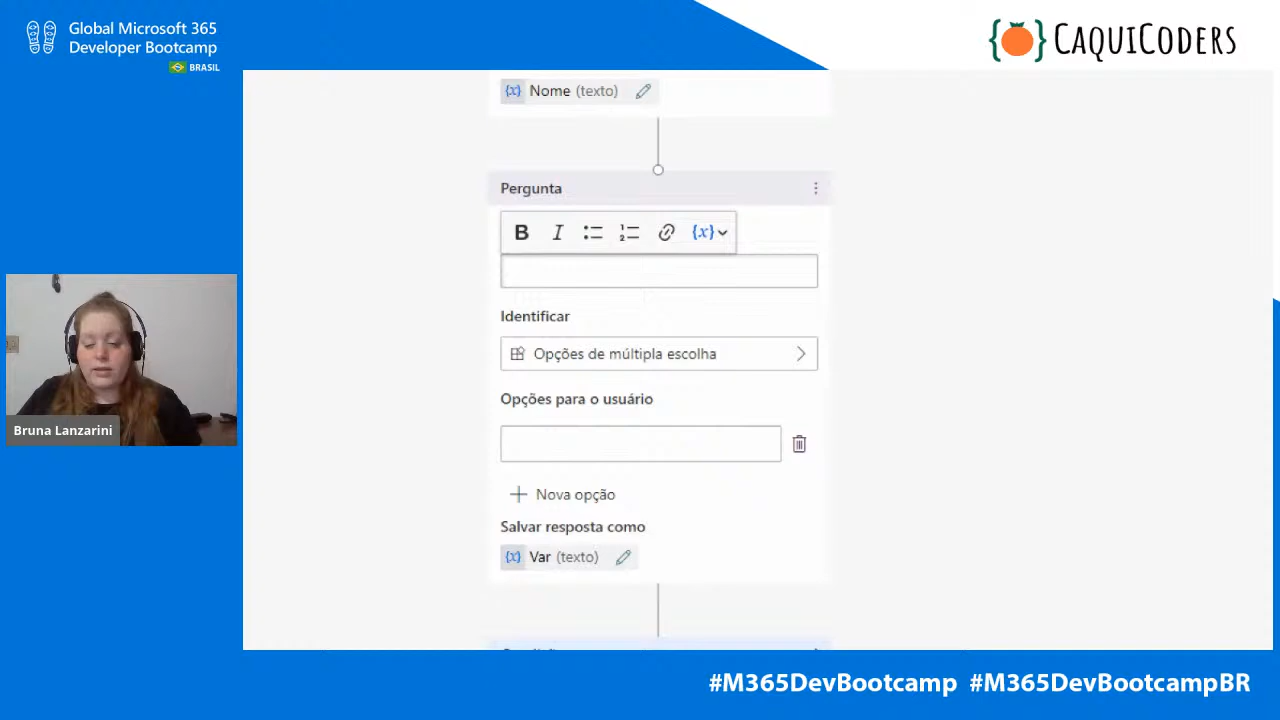 Global Microsoft 365
Developer Bootcamp
BRASIL
{ } CAQUICODERS
{x} Nome (texto)
Pergunta
B I {x}
Identificar
Opções de múltipla escolha
Opções para o usuário
Nova opção
Salvar resposta como
{x} Var (texto)
Bruna Lanzarini
#M365DevBootcamp #M365DevBootcampBR